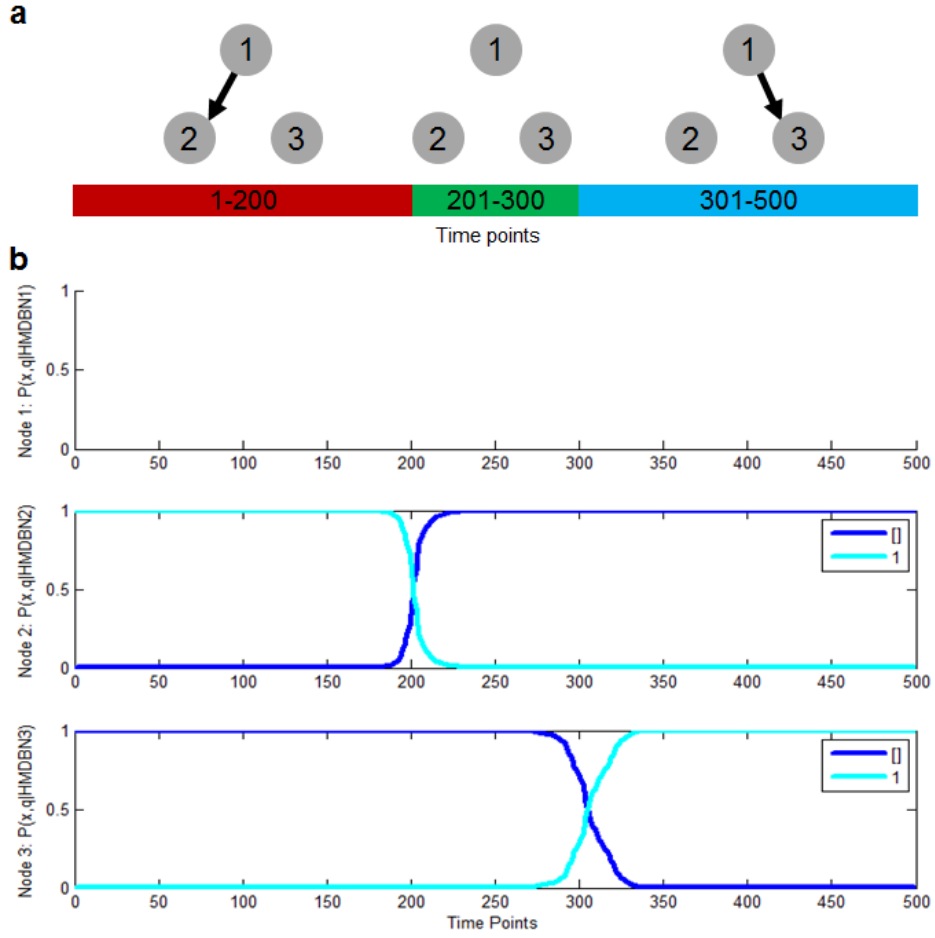 a
1 1 1
2 3 2 3 2 3
1-200 201-300 301-500
Time points
b
Node 1: P(x,q|HMDBN1)
1
0.5
0
0 50 100 150 200 250 300 350 400 450 500
Node 2: P(x,q|HMDBN2)
1
0.5
0
[]
1
0 50 100 150 200 250 300 350 400 450 500
Node 3: P(x,q|HMDBN3)
1
0.5
0
[]
1
0 50 100 150 200 250 300 350 400 450 500
Time Points